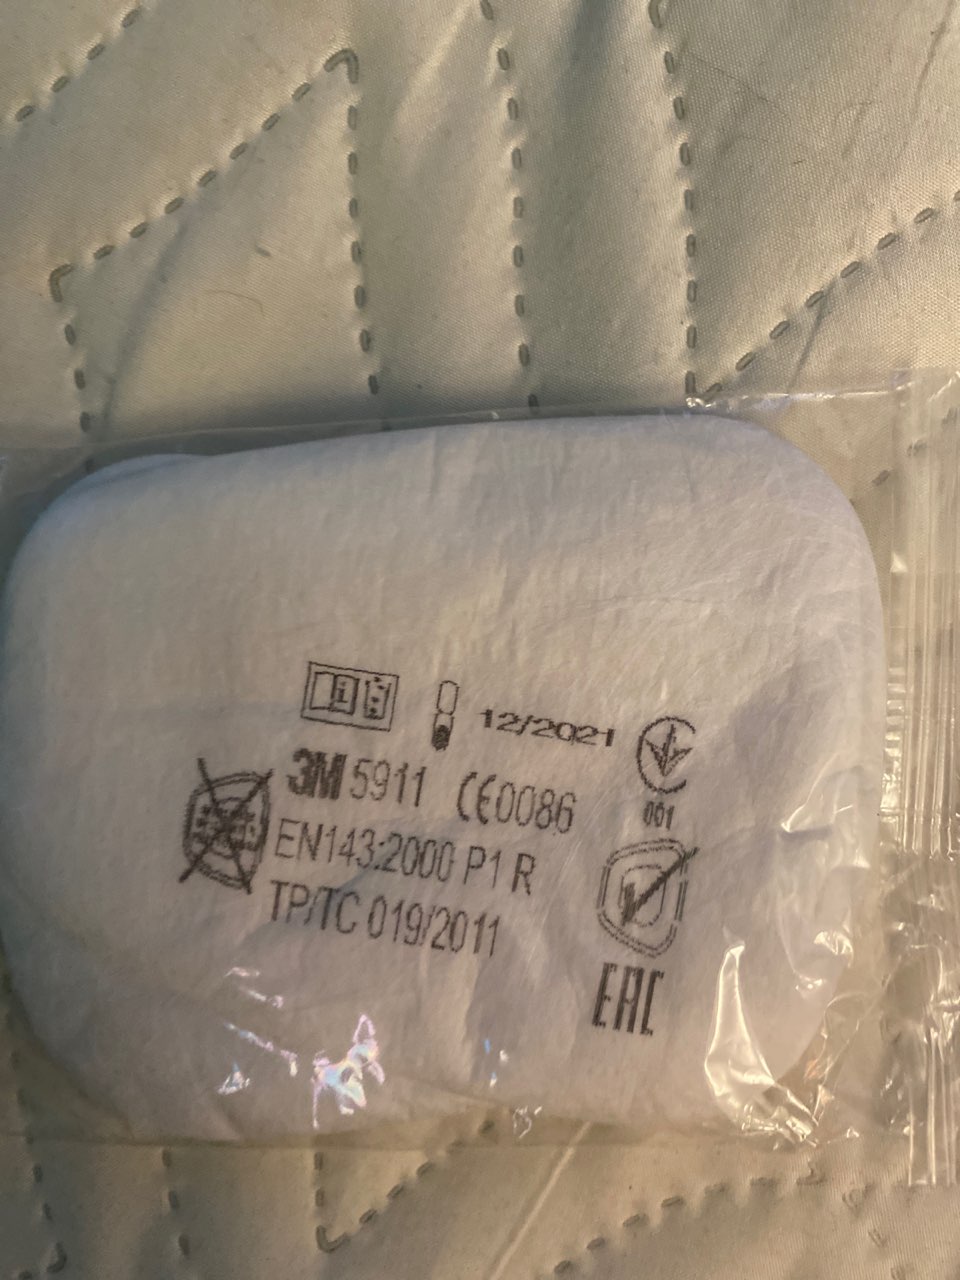 12/2021
3M 5911 CE0086
001
EN143:2000 P1 R
TP/TC 019/2011
EAC